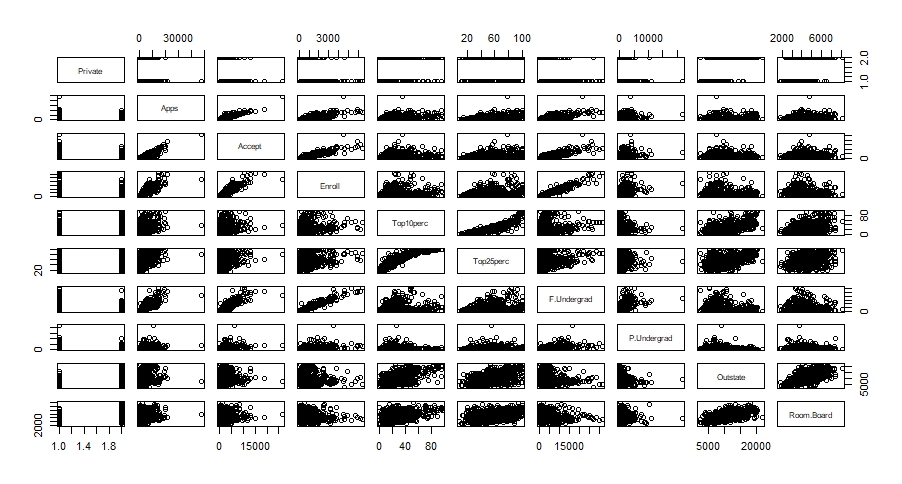 0 30000
0 3000
20 60 100
0 10000
2000 6000
Private
1.0 2.0
0
Apps
Accept
0
0
Enroll
Top10perc
0 80
20
Top25perc
F.Undergrad
0
0
P.Undergrad
Outstate
5000
2000
Room.Board
1.0 1.4 1.8
0 15000
0 40 80
0 15000
5000 20000